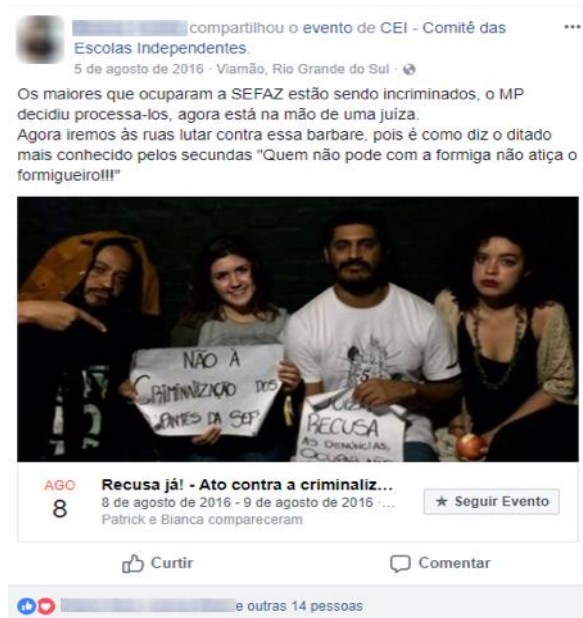 compartilhou o evento de CEI - Comitê das
Escolas Independentes.
5 de agosto de 2016 · Viamão, Rio Grande do Sul ·
Os maiores que ocuparam a SEFAZ estão sendo incriminados, o MP
decidiu processa-los, agora está na mão de uma juíza.
Agora iremos às ruas lutar contra essa barbare, pois é como diz o ditado
mais conhecido pelos secundas "Quem não pode com a formiga não atiça o
formigueiro!!!"
NÃO À
CRIMINALIZAÇÃO DOS
DA SEF
RECUSA
AS DENÚNCIAS,
AGO
8
Recusa já! - Ato contra a criminaliz...
8 de agosto de 2016 - 9 de agosto de 2016 ·...
Patrick e Bianca compareceram
★ Seguir Evento
Curtir
Comentar
e outras 14 pessoas